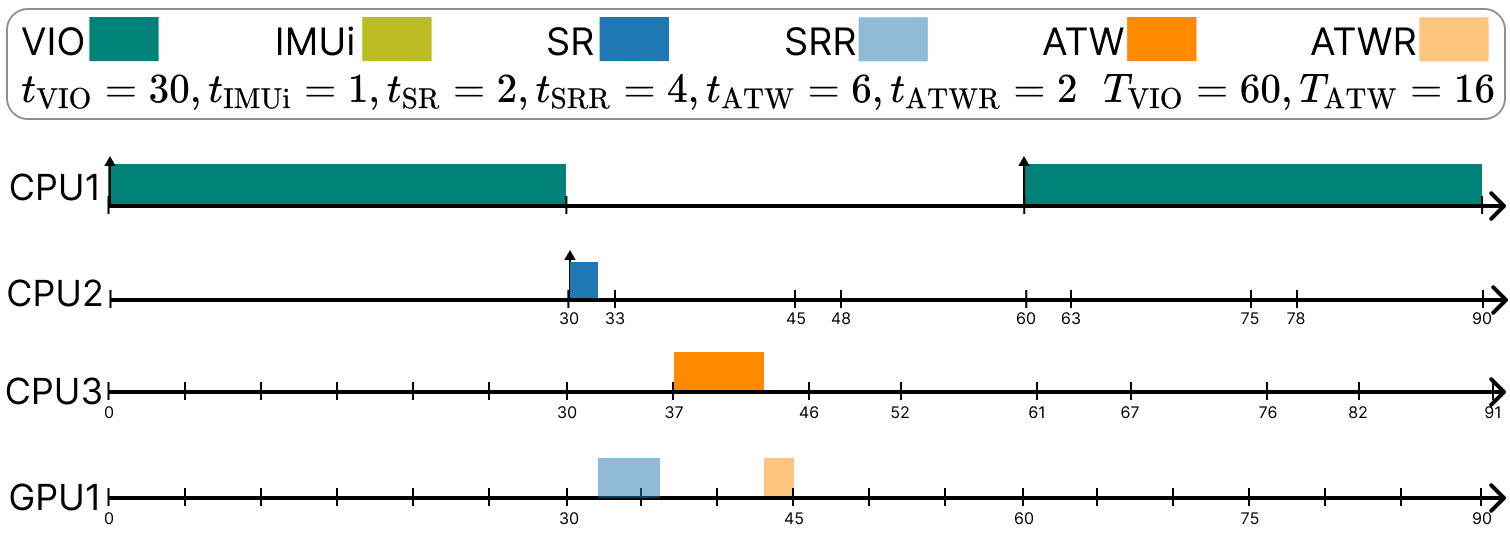 VIO IMUi SR SRR ATW ATWR
t_VIO = 30, t_IMUi = 1, t_SR = 2, t_SRR = 4, t_ATW = 6, t_ATWR = 2 T_VIO = 60, T_ATW = 16
CPU1
CPU2
30 33 45 48 60 63 75 78 90
CPU3
0 30 37 46 52 61 67 76 82 91
GPU1
0 30 45 60 75 90